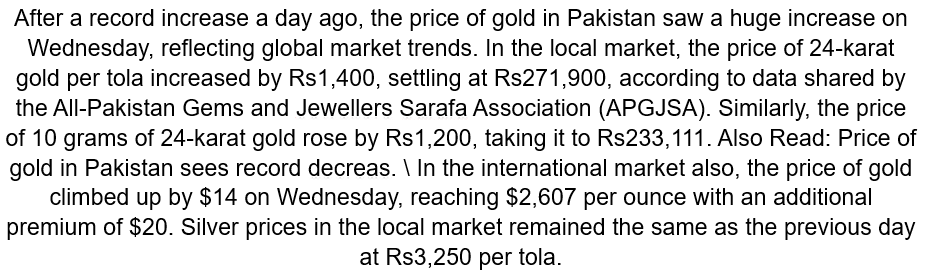 After a record increase a day ago, the price of gold in Pakistan saw a huge increase on
Wednesday, reflecting global market trends. In the local market, the price of 24-karat
gold per tola increased by Rs1,400, settling at Rs271,900, according to data shared by
the All-Pakistan Gems and Jewellers Sarafa Association (APGJSA). Similarly, the price
of 10 grams of 24-karat gold rose by Rs1,200, taking it to Rs233,111. Also Read: Price of
gold in Pakistan sees record decreas. \ In the international market also, the price of gold
climbed up by $14 on Wednesday, reaching $2,607 per ounce with an additional
premium of $20. Silver prices in the local market remained the same as the previous day
at Rs3,250 per tola.